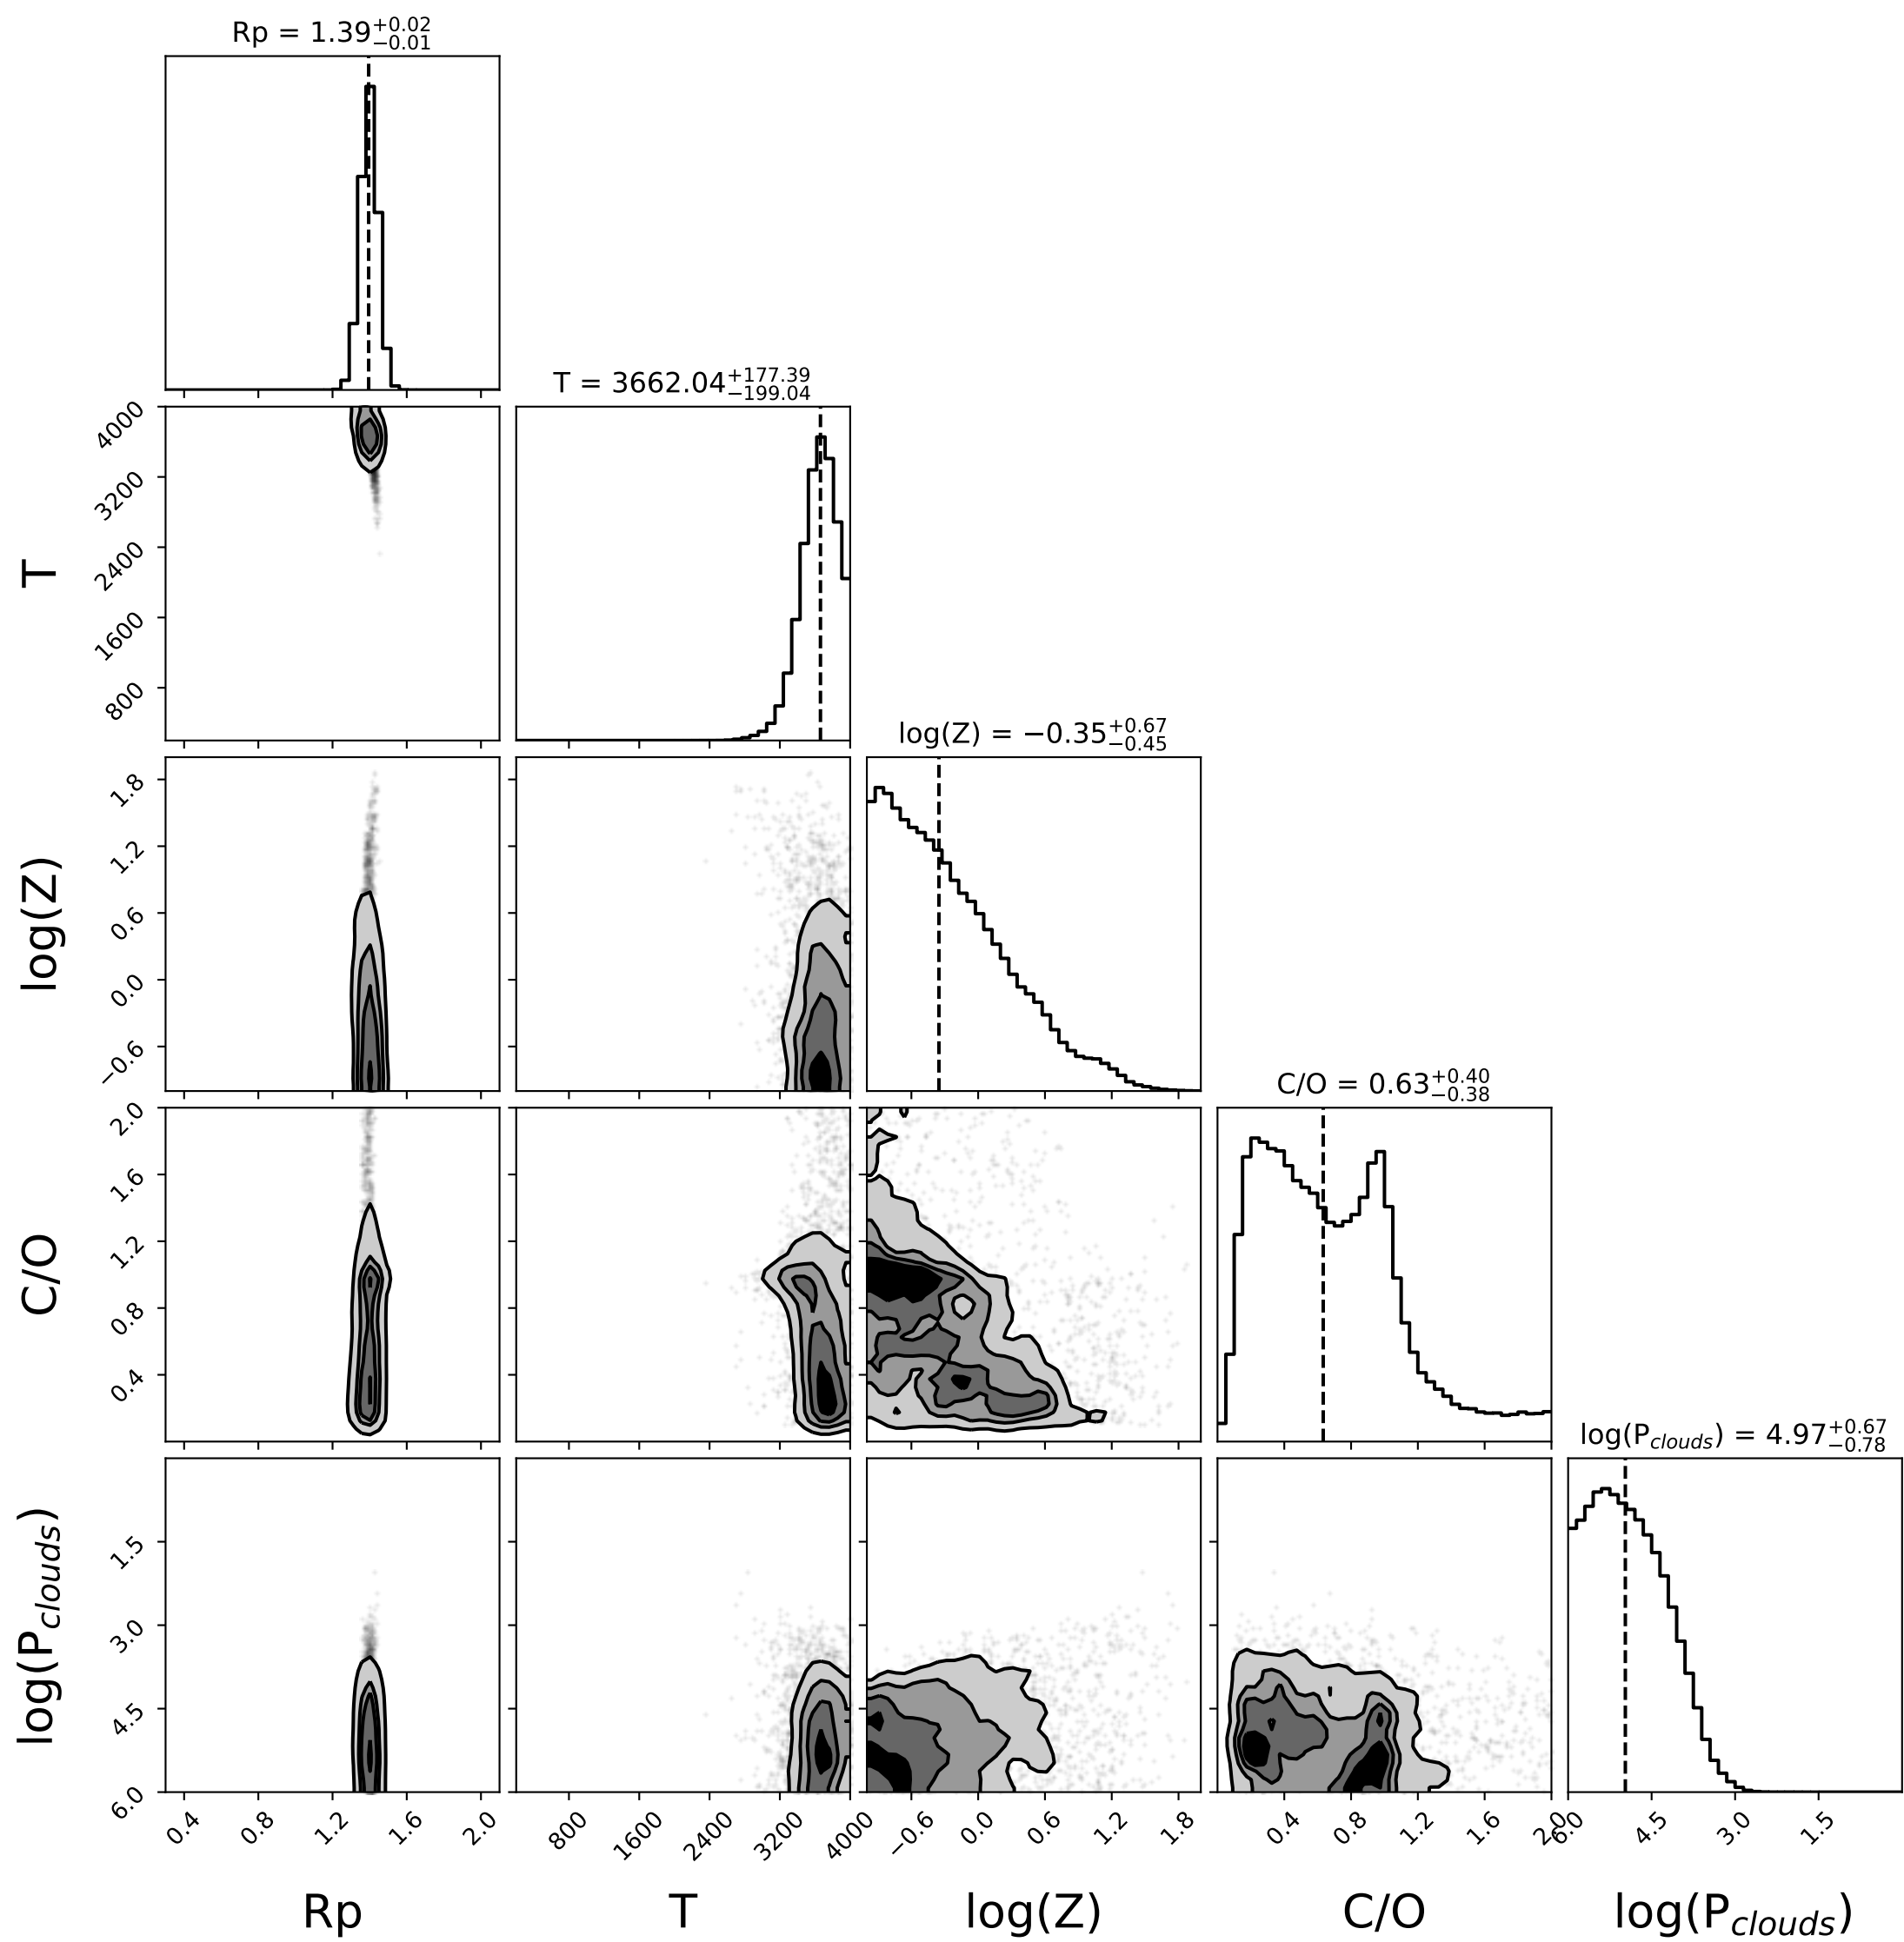 Rp = 1.39+0.02−0.01
T = 3662.04+177.39−199.04
4000
3200
2400
1600
800
T
log(Z) = −0.35+0.67−0.45
1.8
1.2
0.6
0.0
−0.6
log(Z)
C/O = 0.63+0.40−0.38
2.0
1.6
1.2
0.8
0.4
C/O
log(Pclouds) = 4.97+0.67−0.78
1.5
3.0
4.5
6.0
log(Pclouds)
0.4 0.8 1.2 1.6 2.0 800 1600 2400 3200 4000 −0.6 0.0 0.6 1.2 1.8 0.4 0.8 1.2 1.6 2.0 6.0 4.5 3.0 1.5
Rp T log(Z) C/O log(Pclouds)